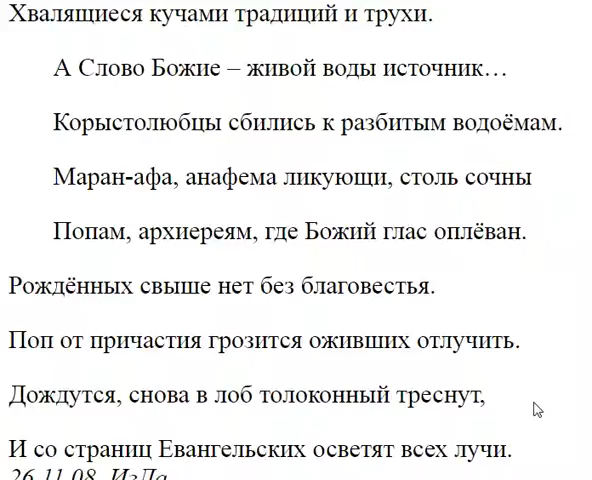 Хвалящиеся кучами традиций и трухи.
А Слово Божие – живой воды источник…
Корыстолюбцы сбились к разбитым водоёмам.
Маран-афа, анафема ликующи, столь сочны
Попам, архиереям, где Божий глас оплёван.
Рождённых свыше нет без благовестья.
Поп от причастия грозится оживших отлучить.
Дождутся, снова в лоб толоконный треснут,
И со страниц Евангельских осветят всех лучи.
26.11.08. ИгЛа